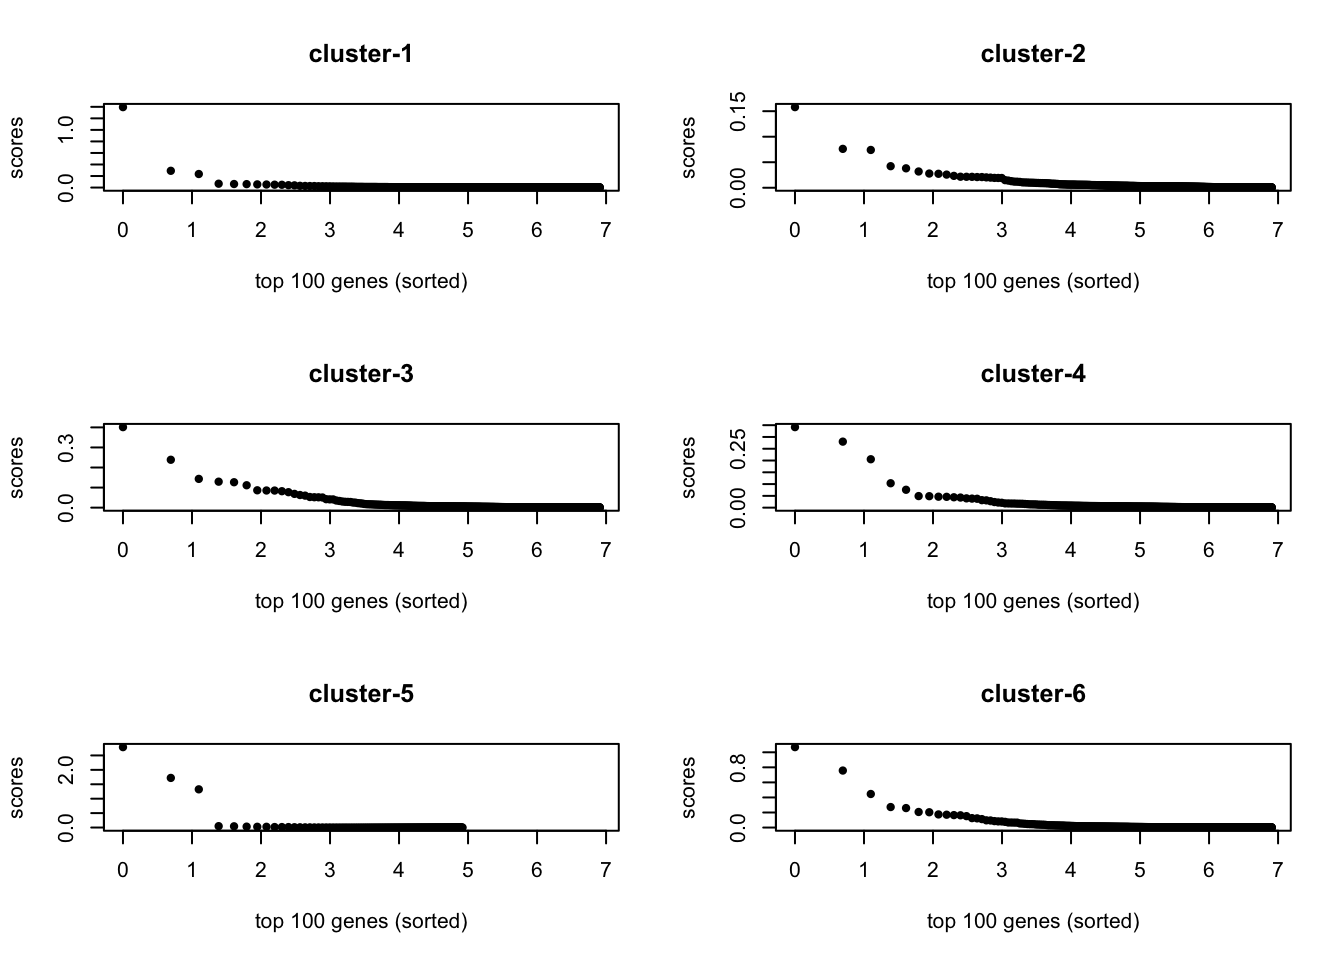 cluster-1
scores
0.0 1.0
0 1 2 3 4 5 6 7
top 100 genes (sorted)
cluster-2
scores
0.00 0.15
0 1 2 3 4 5 6 7
top 100 genes (sorted)
cluster-3
scores
0.0 0.3
0 1 2 3 4 5 6 7
top 100 genes (sorted)
cluster-4
scores
0.00 0.25
0 1 2 3 4 5 6 7
top 100 genes (sorted)
cluster-5
scores
0.0 2.0
0 1 2 3 4 5 6 7
top 100 genes (sorted)
cluster-6
scores
0.0 0.8
0 1 2 3 4 5 6 7
top 100 genes (sorted)